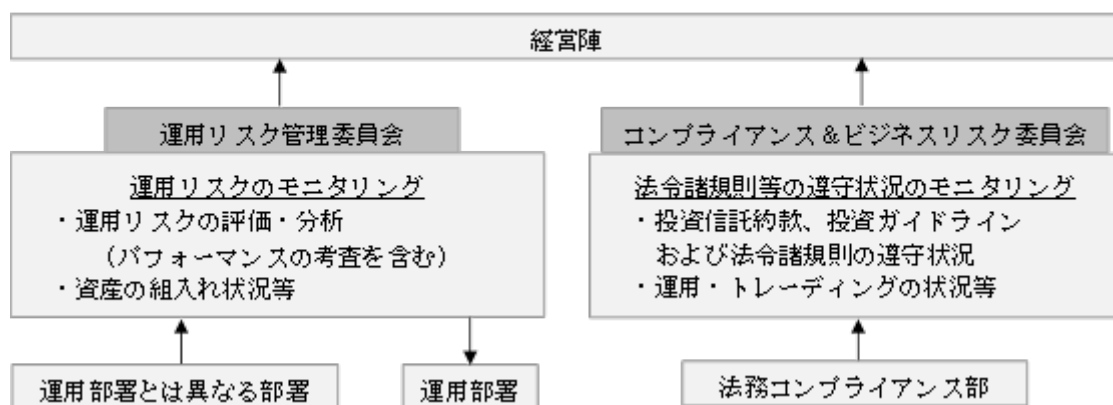 経営陣
運用リスク管理委員会
運用リスクのモニタリング
・運用リスクの評価・分析
（パフォーマンスの考査を含む）
・資産の組入れ状況等
運用部署とは異なる部署
運用部署
コンプライアンス＆ビジネスリスク委員会
法令諸規則等の遵守状況のモニタリング
・投資信託約款、投資ガイドライン
および法令諸規則の遵守状況
・運用・トレーディングの状況等
法務コンプライアンス部